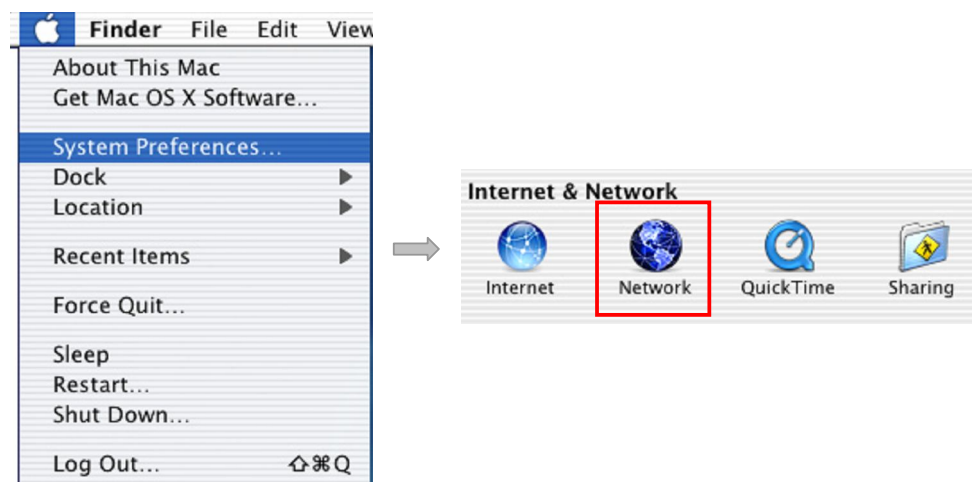 Finder File Edit View
About This Mac
Get Mac OS X Software...
System Preferences...
Dock
Location
Recent Items
Force Quit...
Sleep
Restart...
Shut Down...
Log Out... ⇧⌘Q
Internet & Network
Internet Network QuickTime Sharing